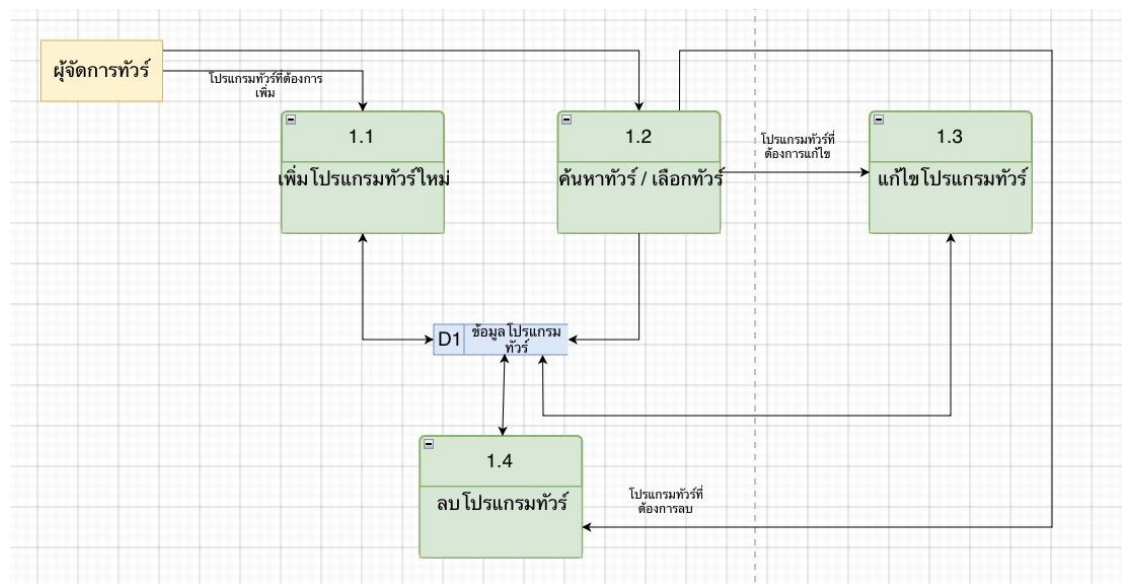 ผู้จัดการทัวร์
โปรแกรมทัวร์ที่ต้องการ
เพิ่ม
1.1
เพิ่มโปรแกรมทัวร์ใหม่
1.2
ค้นหาทัวร์ / เลือกทัวร์
โปรแกรมทัวร์ที่
ต้องการแก้ไข
1.3
แก้ไขโปรแกรมทัวร์
D1
ข้อมูลโปรแกรม
ทัวร์
1.4
ลบโปรแกรมทัวร์
โปรแกรมทัวร์ที่
ต้องการลบ